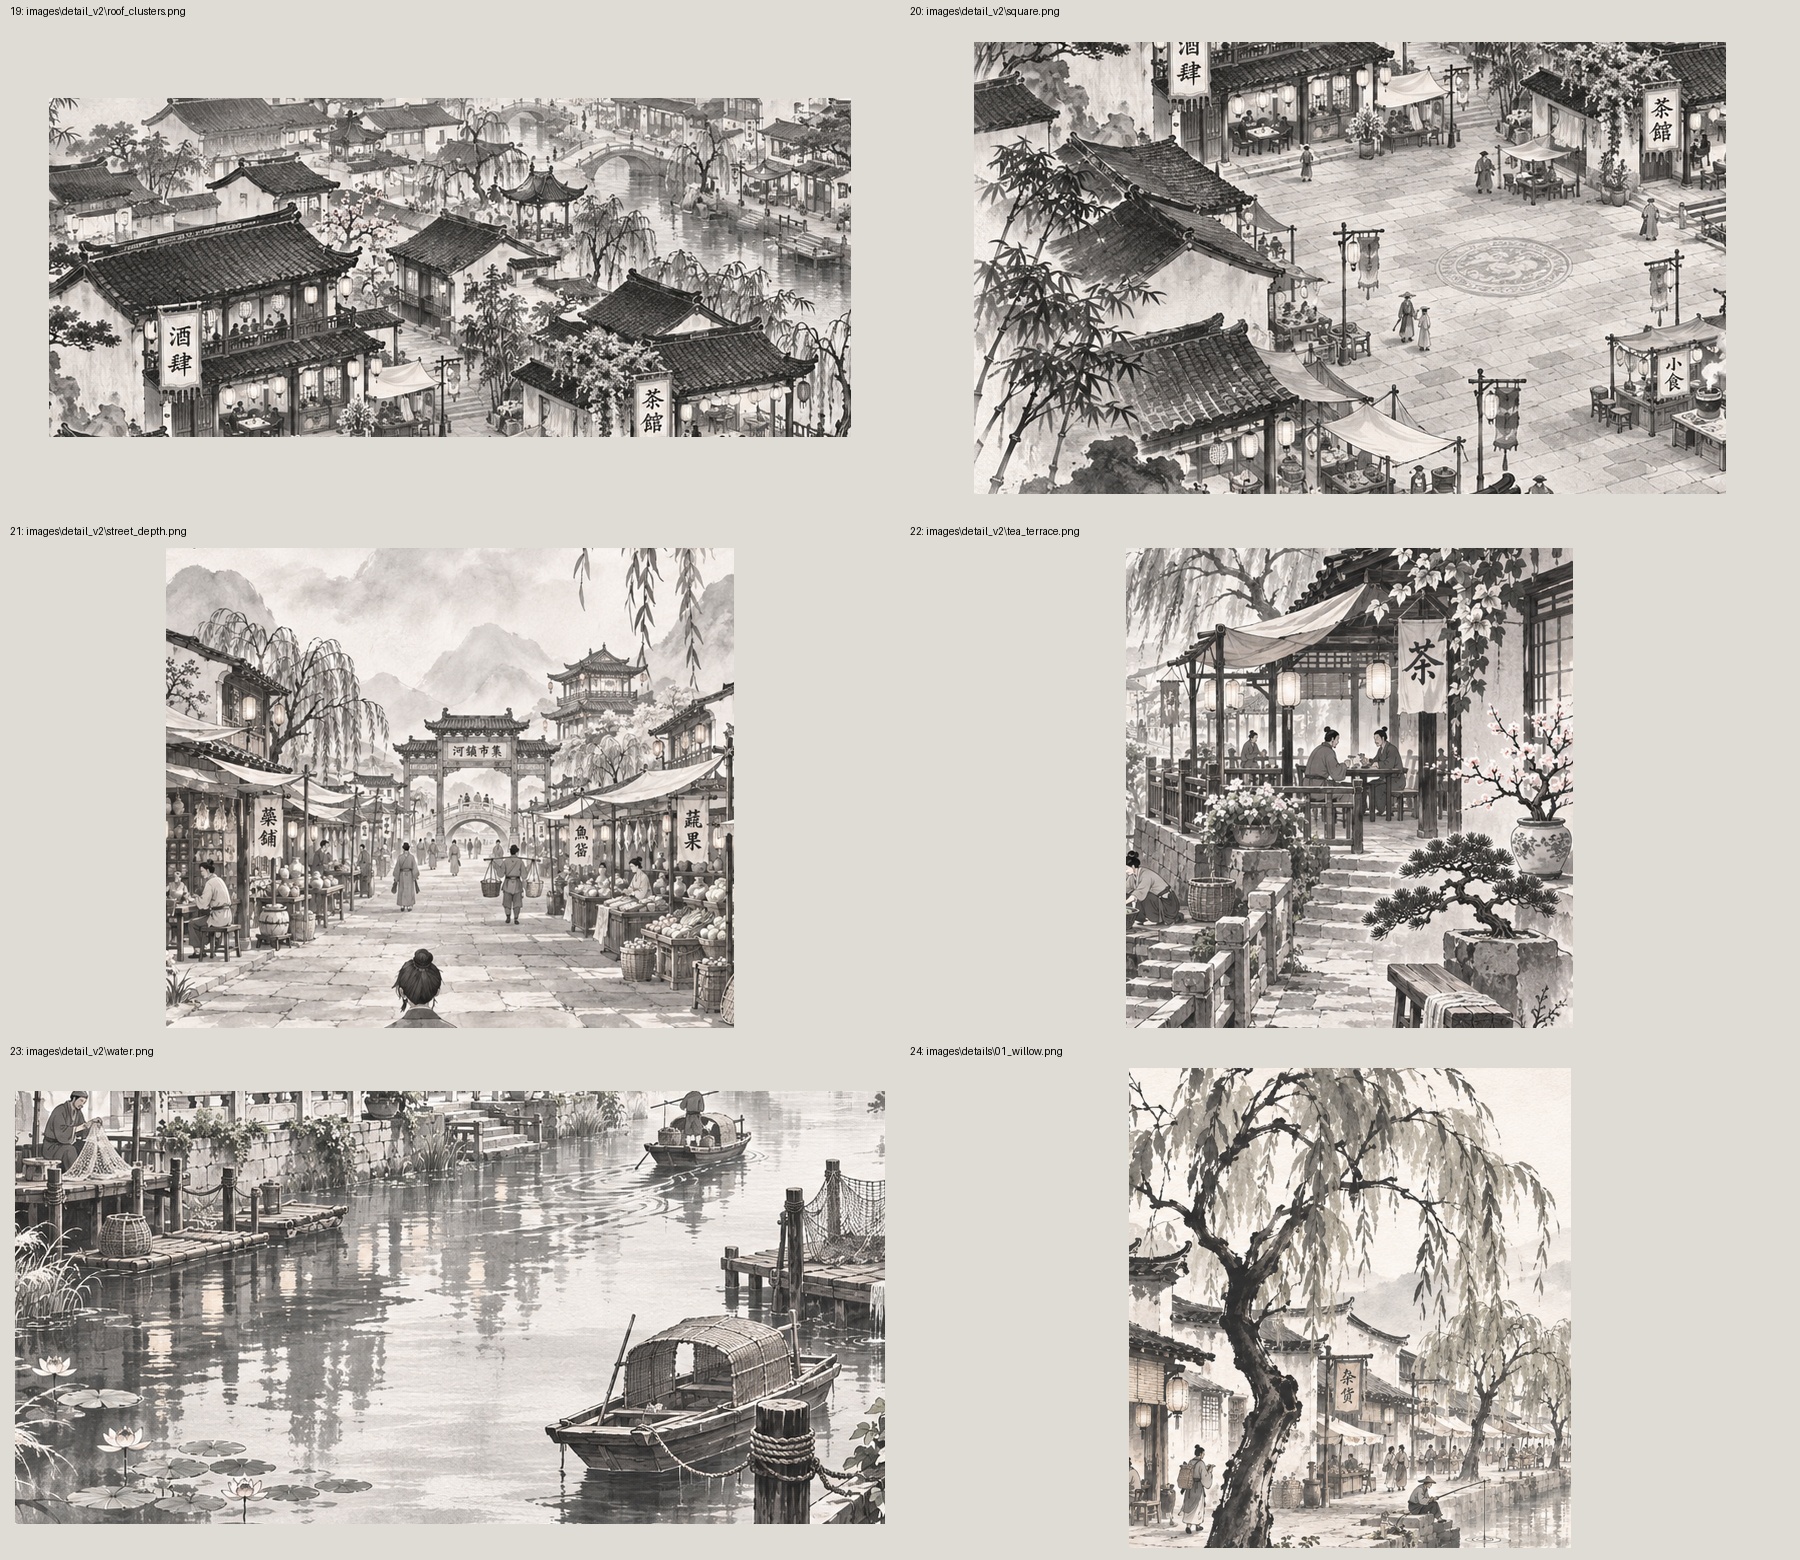 19: images\detail_v2\roof_clusters.png
酒肆
茶館
20: images\detail_v2\square.png
酒肆
茶館
小食
21: images\detail_v2\street_depth.png
河鎮市集
藥鋪
魚
蔬果
22: images\detail_v2\tea_terrace.png
茶
23: images\detail_v2\water.png
24: images\details\01_willow.png
杂货